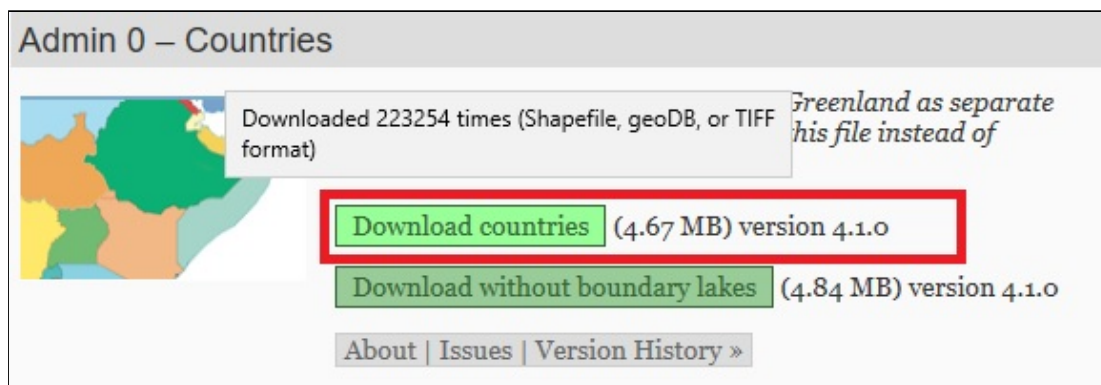 Admin 0 – Countries
Downloaded 223254 times (Shapefile, geoDB, or TIFF
format)
Greenland as separate
this file instead of
Download countries (4.67 MB) version 4.1.0
Download without boundary lakes (4.84 MB) version 4.1.0
About | Issues | Version History »